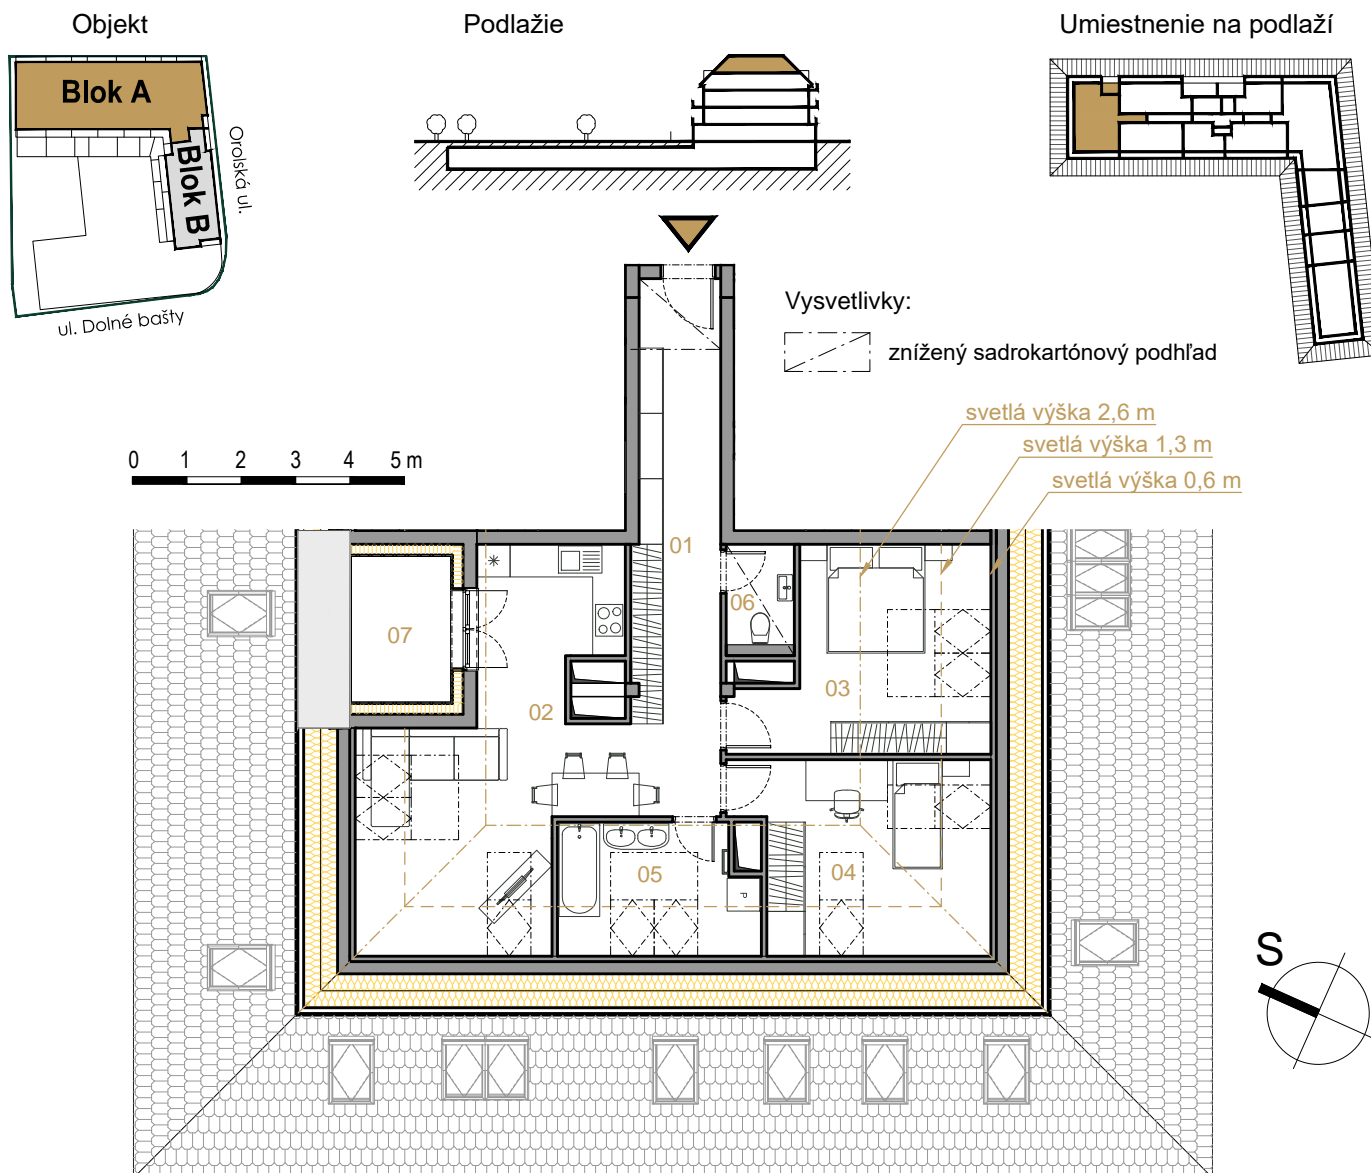 Objekt
Podlažie
Umiestnenie na podlaží
Blok A
Blok B
Orolská ul.
ul. Dolné bašty
Vysvetlivky:
znížený sadrokartónový podhľad
svetlá výška 2,6 m
svetlá výška 1,3 m
svetlá výška 0,6 m
0 1 2 3 4 5 m
01
06
07
03
02
05
04
P
S